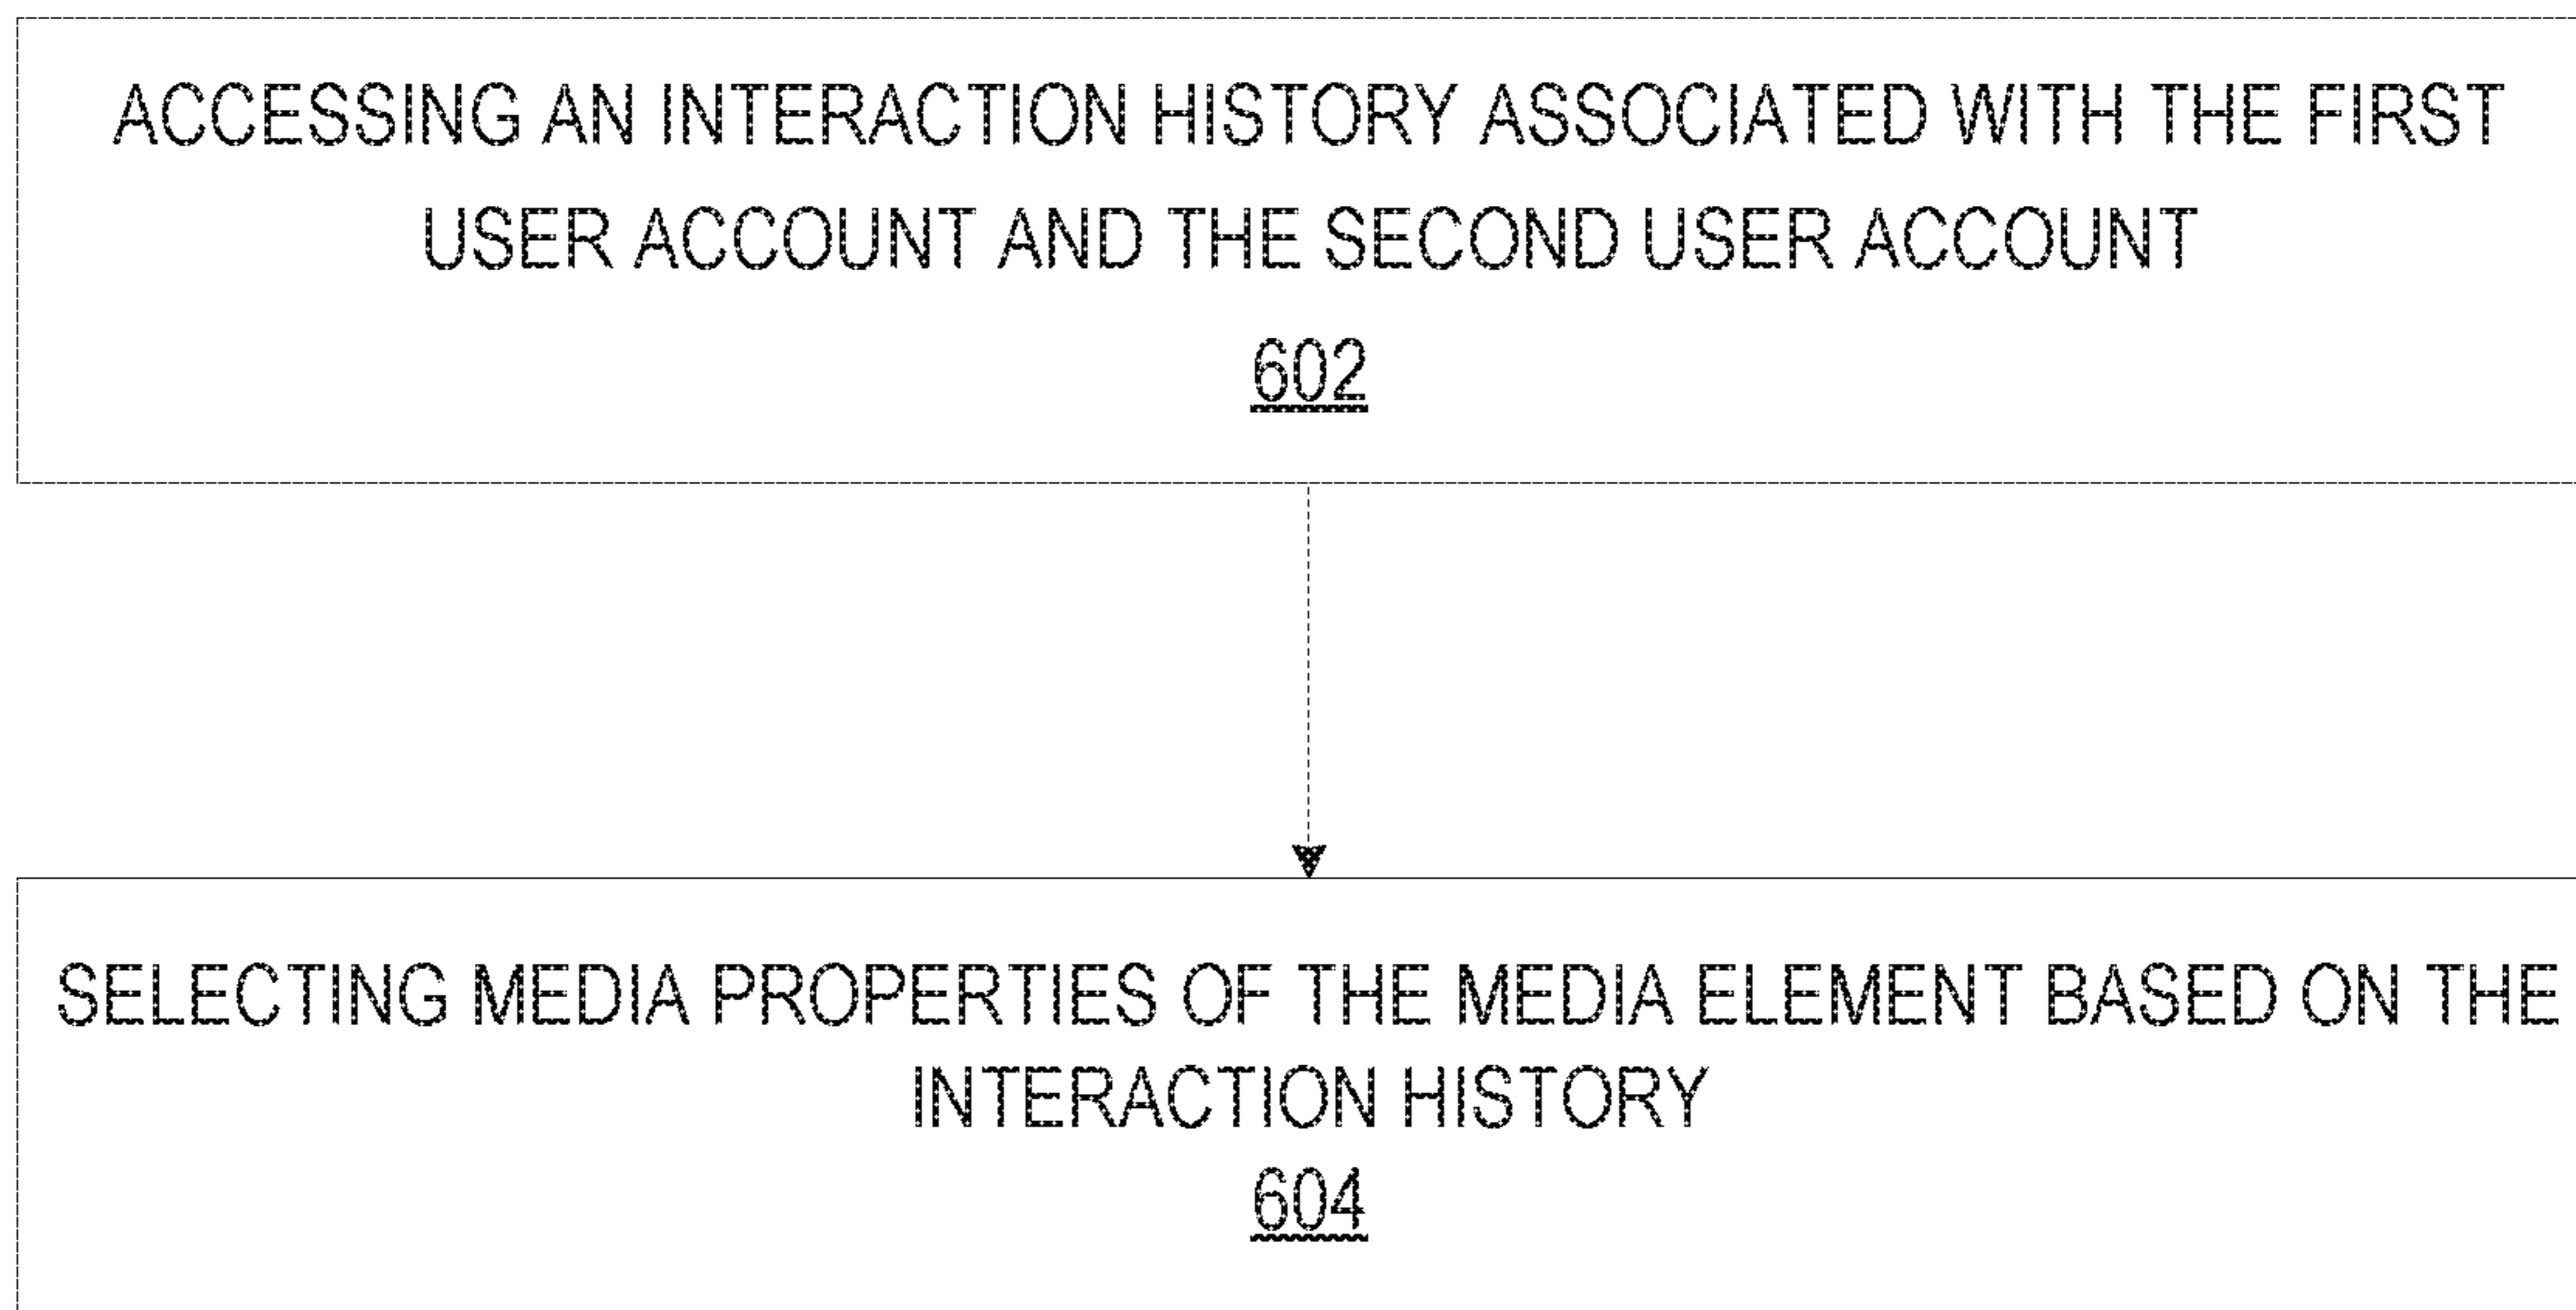 ACCESSING AN INTERACTION HISTORY ASSOCIATED WITH THE FIRST
USER ACCOUNT AND THE SECOND USER ACCOUNT
602
SELECTING MEDIA PROPERTIES OF THE MEDIA ELEMENT BASED ON THE
INTERACTION HISTORY
604